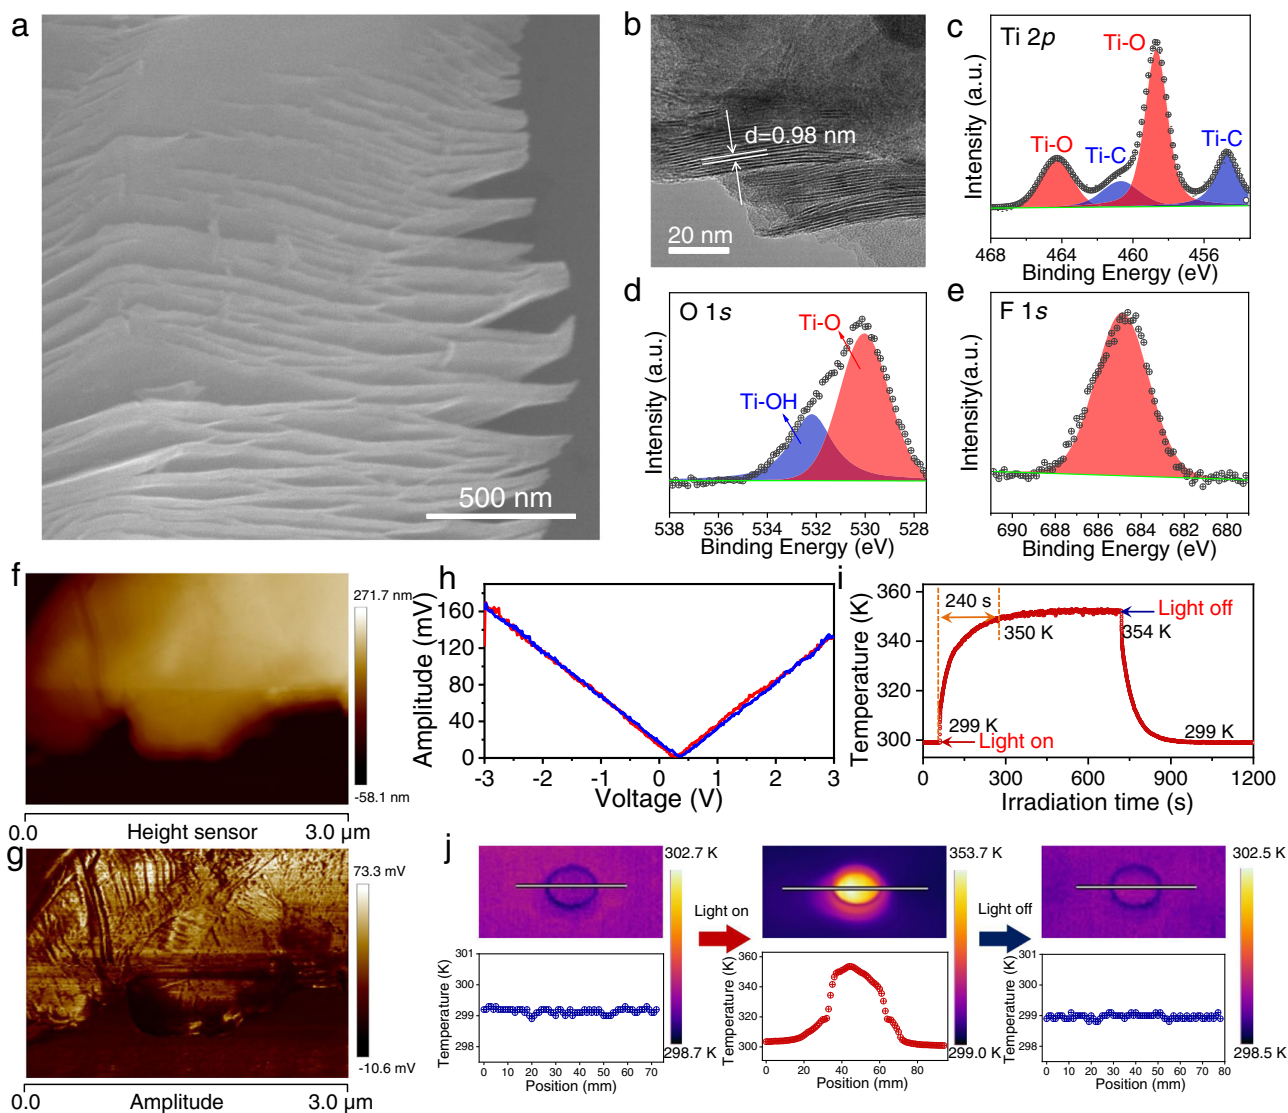 a
500 nm
b
d=0.98 nm
20 nm
c
Ti 2p
Ti-O
Ti-O
Ti-C
Ti-C
Intensity (a.u.)
468 464 460 456
Binding Energy (eV)
d
O 1s
Ti-O
Ti-OH
Intensity (a.u.)
538 536 534 532 530 528
Binding Energy (eV)
e
F 1s
Intensity(a.u.)
690 688 686 684 682 680
Binding Energy (eV)
f
271.7 nm
-58.1 nm
0.0 Height sensor 3.0 μm
g
73.3 mV
-10.6 mV
0.0 Amplitude 3.0 μm
h
Amplitude (mV)
160
120
80
40
0
-3 -2 -1 0 1 2 3
Voltage (V)
i
Temperature (K)
360
340
320
300
240 s
350 K
Light off
354 K
299 K
Light on
299 K
0 300 600 900 1200
Irradiation time (s)
j
302.7 K
298.7 K
Light on
353.7 K
299.0 K
Light off
302.5 K
298.5 K
Temperature (K)
301
300
299
298
0 10 20 30 40 50 60 70
Position (mm)
Temperature (K)
360
340
320
300
0 20 40 60 80
Position (mm)
Temperature (K)
301
300
299
298
0 10 20 30 40 50 60 70 80
Position (mm)